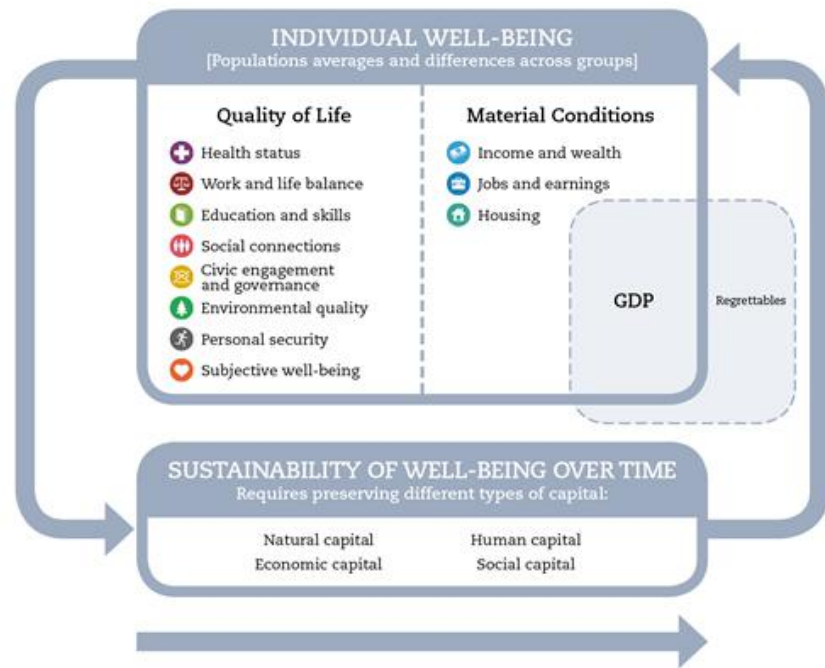 INDIVIDUAL WELL-BEING
[Populations averages and differences across groups]
Quality of Life
Health status
Work and life balance
Education and skills
Social connections
Civic engagement
and governance
Environmental quality
Personal security
Subjective well-being
Material Conditions
Income and wealth
Jobs and earnings
Housing
GDP
Regrettables
SUSTAINABILITY OF WELL-BEING OVER TIME
Requires preserving different types of capital:
Natural capital
Human capital
Economic capital
Social capital